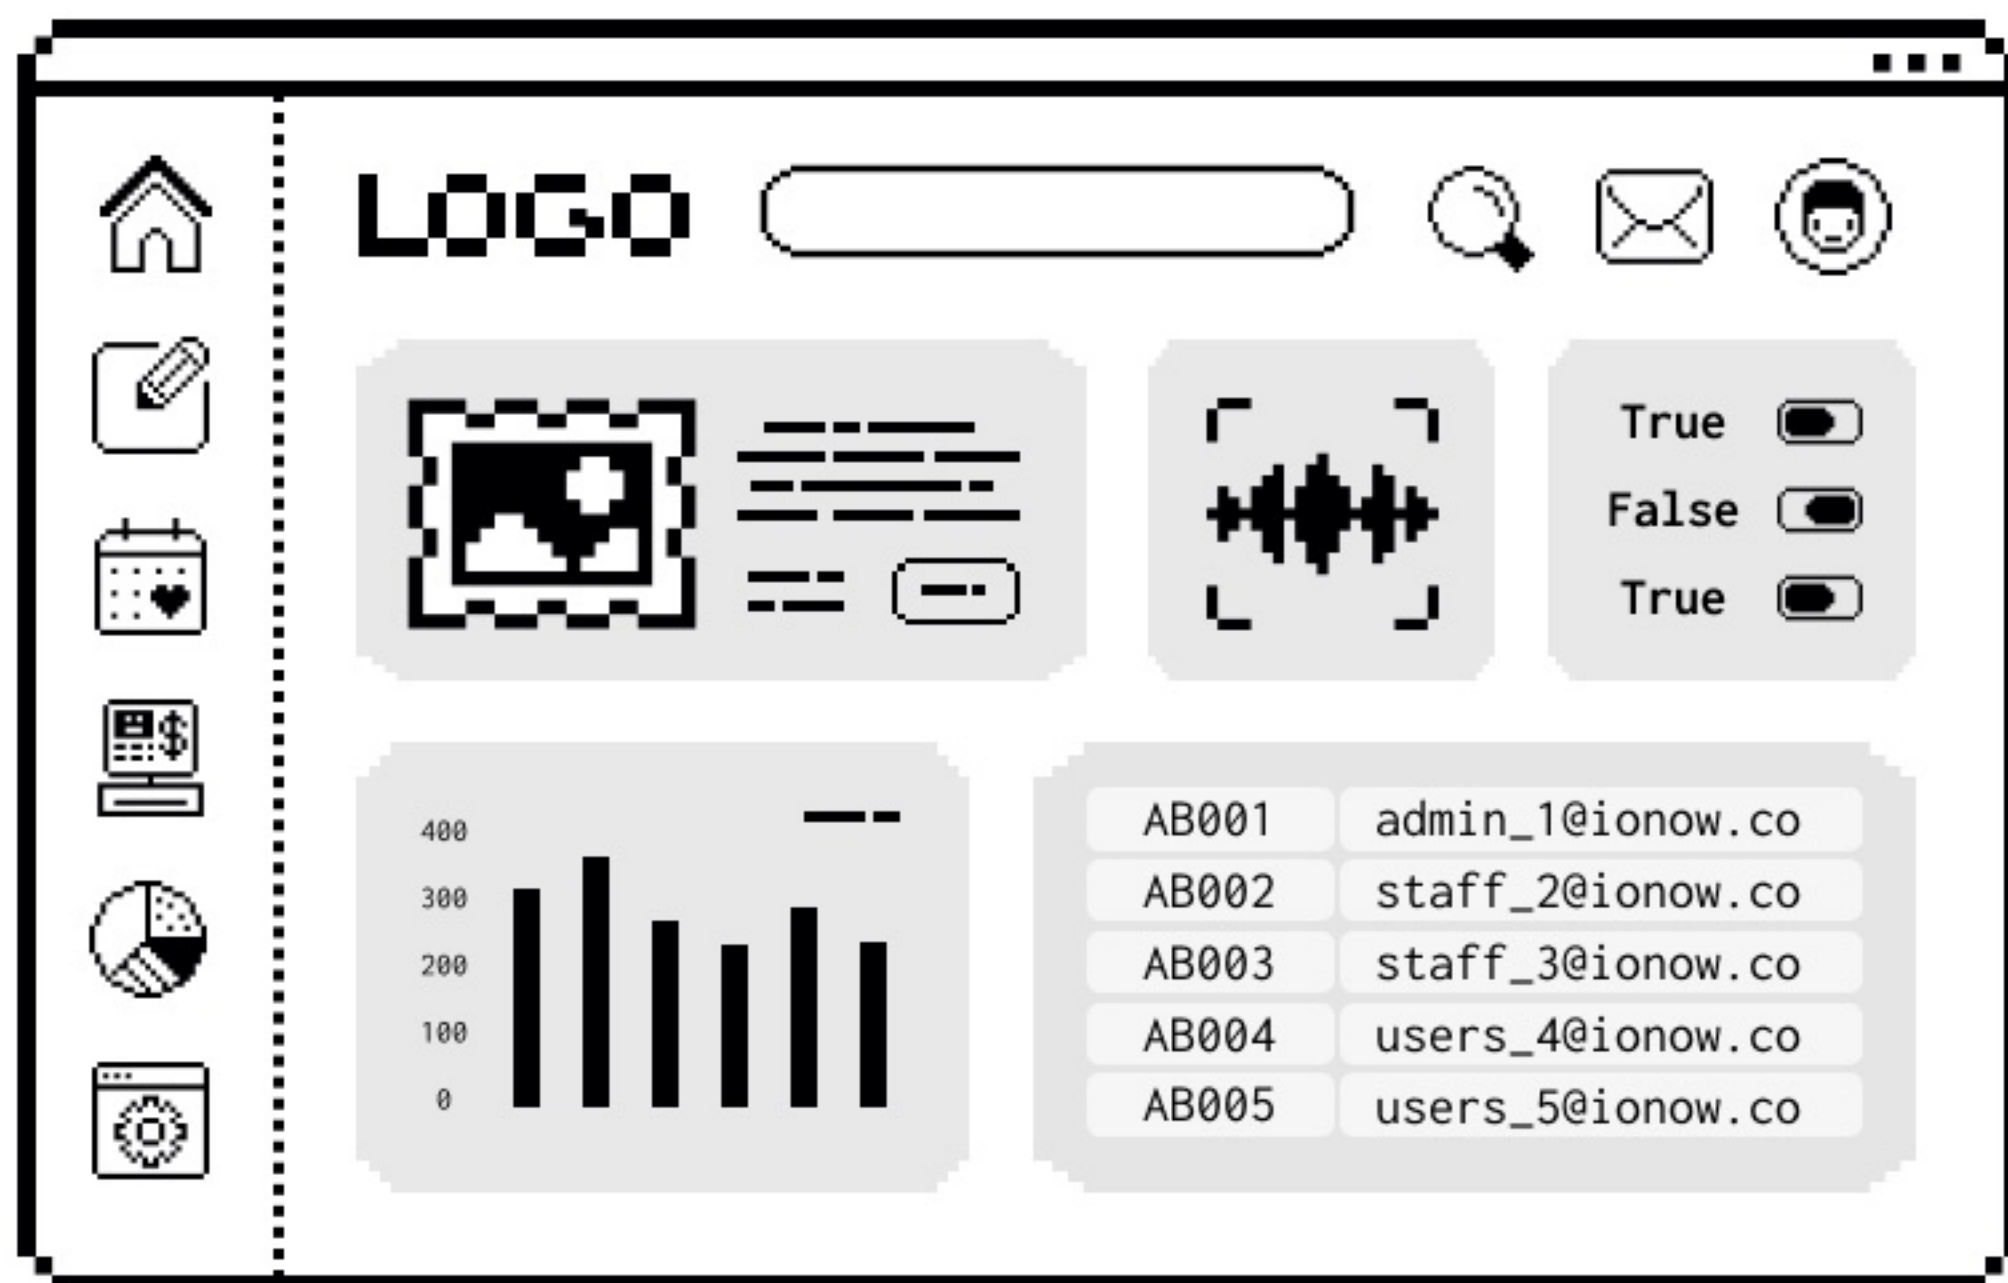 LOGO
True
False
True
400
300
200
100
0
AB001 admin_1@ionow.co
AB002 staff_2@ionow.co
AB003 staff_3@ionow.co
AB004 users_4@ionow.co
AB005 users_5@ionow.co